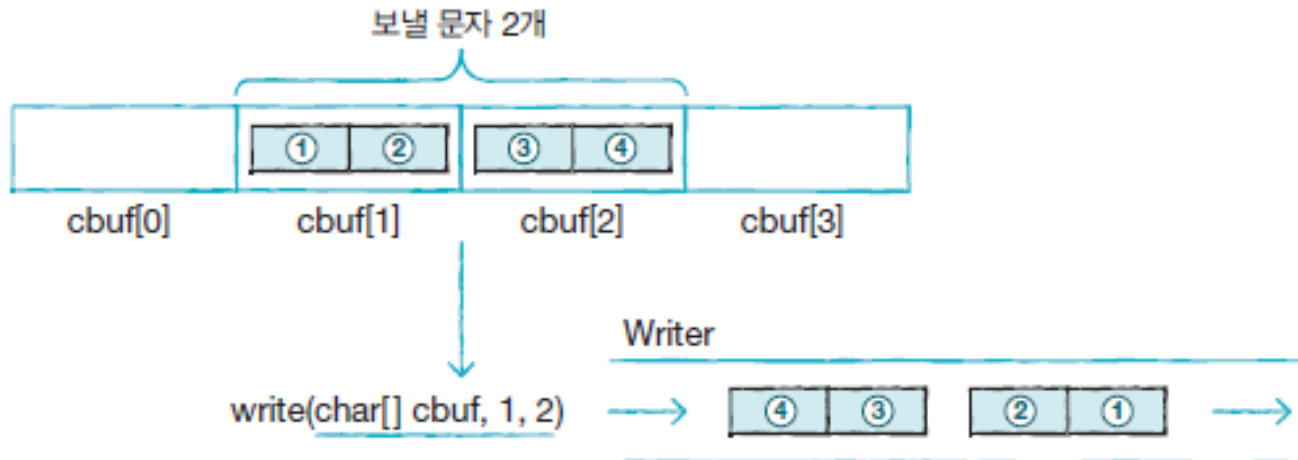 보낼 문자 2개
① ② ③ ④
cbuf[0] cbuf[1] cbuf[2] cbuf[3]
Writer
write(char[] cbuf, 1, 2) ④ ③ ② ①